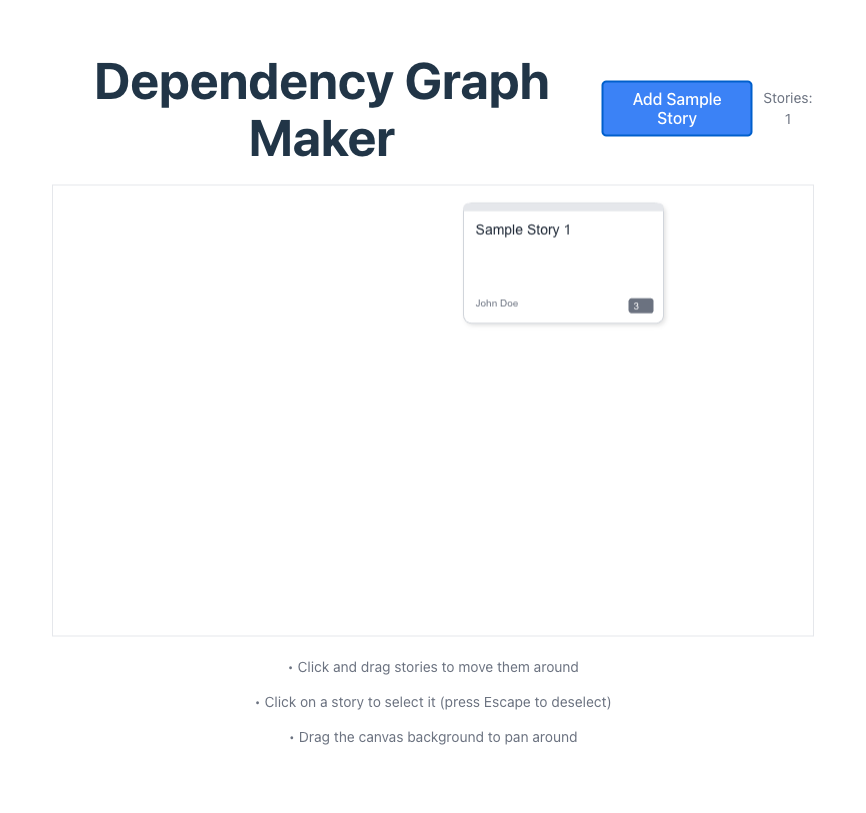 Dependency Graph
Maker
Add Sample
Story
Stories:
1
Sample Story 1
John Doe
3
• Click and drag stories to move them around
• Click on a story to select it (press Escape to deselect)
• Drag the canvas background to pan around